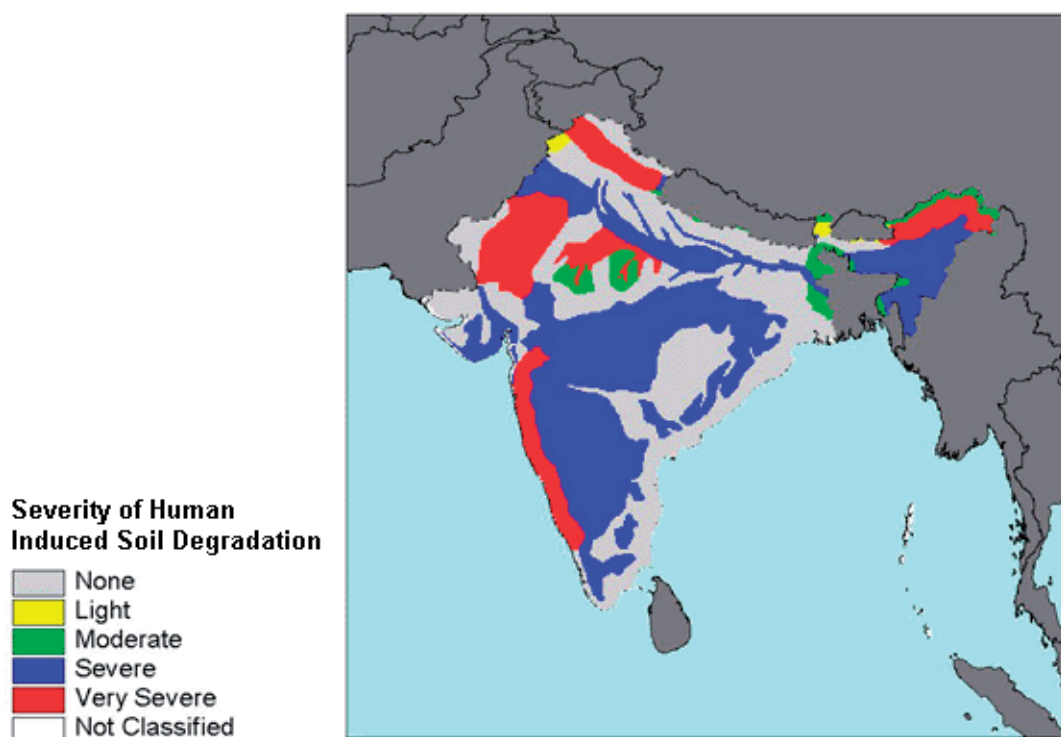 Severity of Human
Induced Soil Degradation
None
Light
Moderate
Severe
Very Severe
Not Classified